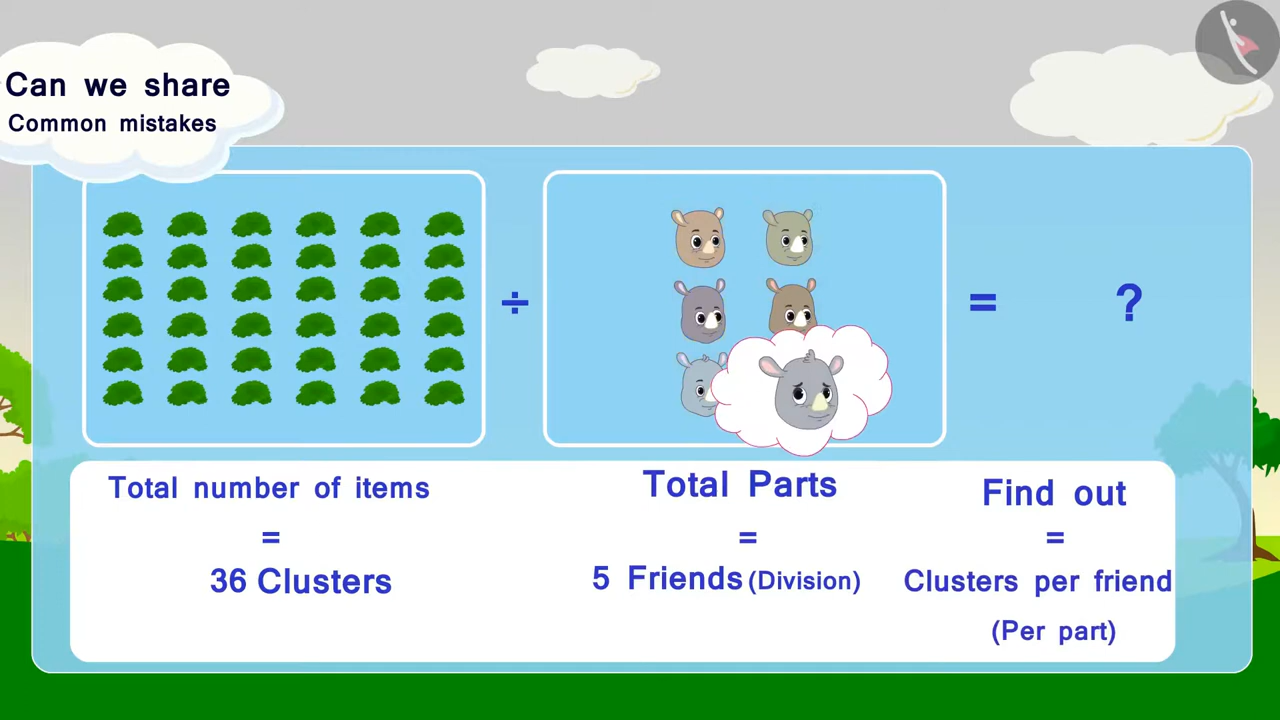 Can we share
Common mistakes
÷ = ?
Total number of items
=
36 Clusters
Total Parts
=
5 Friends (Division)
Find out
=
Clusters per friend
(Per part)